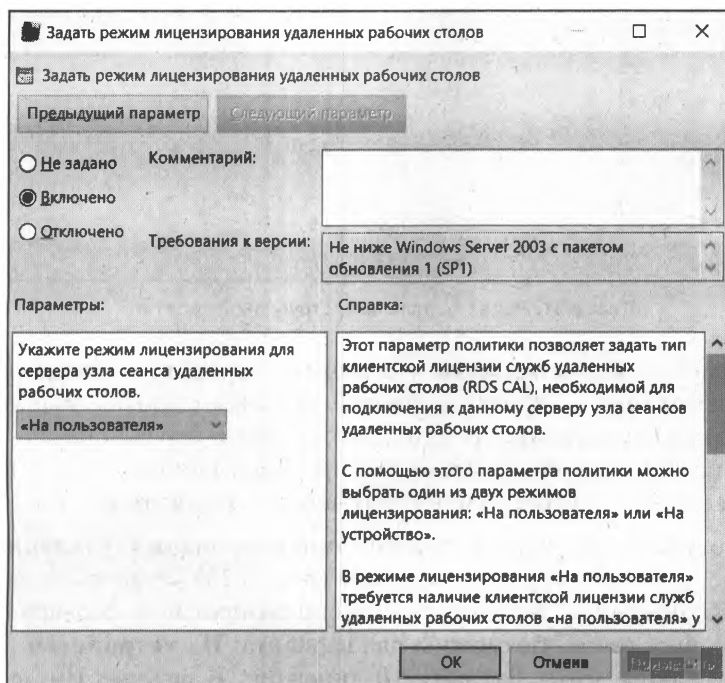 Задать режим лицензирования удаленных рабочих столов
Задать режим лицензирования удаленных рабочих столов
Предыдущий параметр
Следующий параметр
Не задано
Комментарий:
Включено
Отключено
Требования к версии:
Не ниже Windows Server 2003 с пакетом
обновления 1 (SP1)
Параметры:
Справка:
Укажите режим лицензирования для
сервера узла сеанса удаленных
рабочих столов.
«На пользователя»
Этот параметр политики позволяет задать тип
клиентской лицензии служб удаленных
рабочих столов (RDS CAL), необходимой для
подключения к данному серверу узла сеансов
удаленных рабочих столов.
С помощью этого параметра политики можно
выбрать один из двух режимов
лицензирования: «На пользователя» или «На
устройство».
В режиме лицензирования «На пользователя»
требуется наличие клиентской лицензии служб
удаленных рабочих столов «на пользователя» у
ОК
Отмена